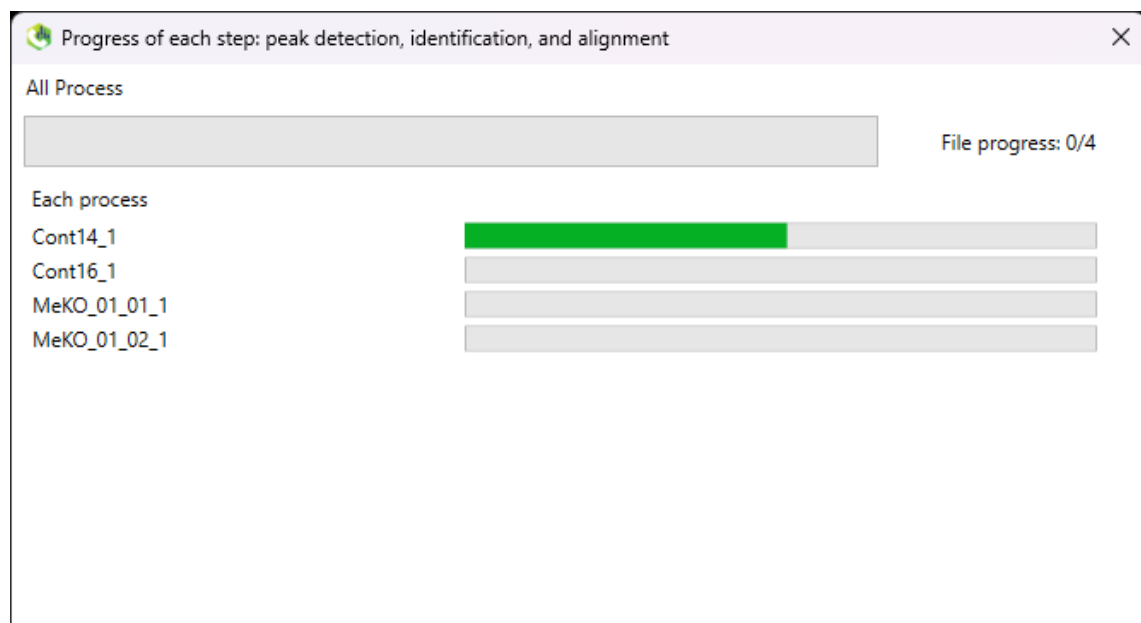 Progress of each step: peak detection, identification, and alignment
All Process
File progress: 0/4
Each process
Cont14_1
Cont16_1
MeKO_01_01_1
MeKO_01_02_1